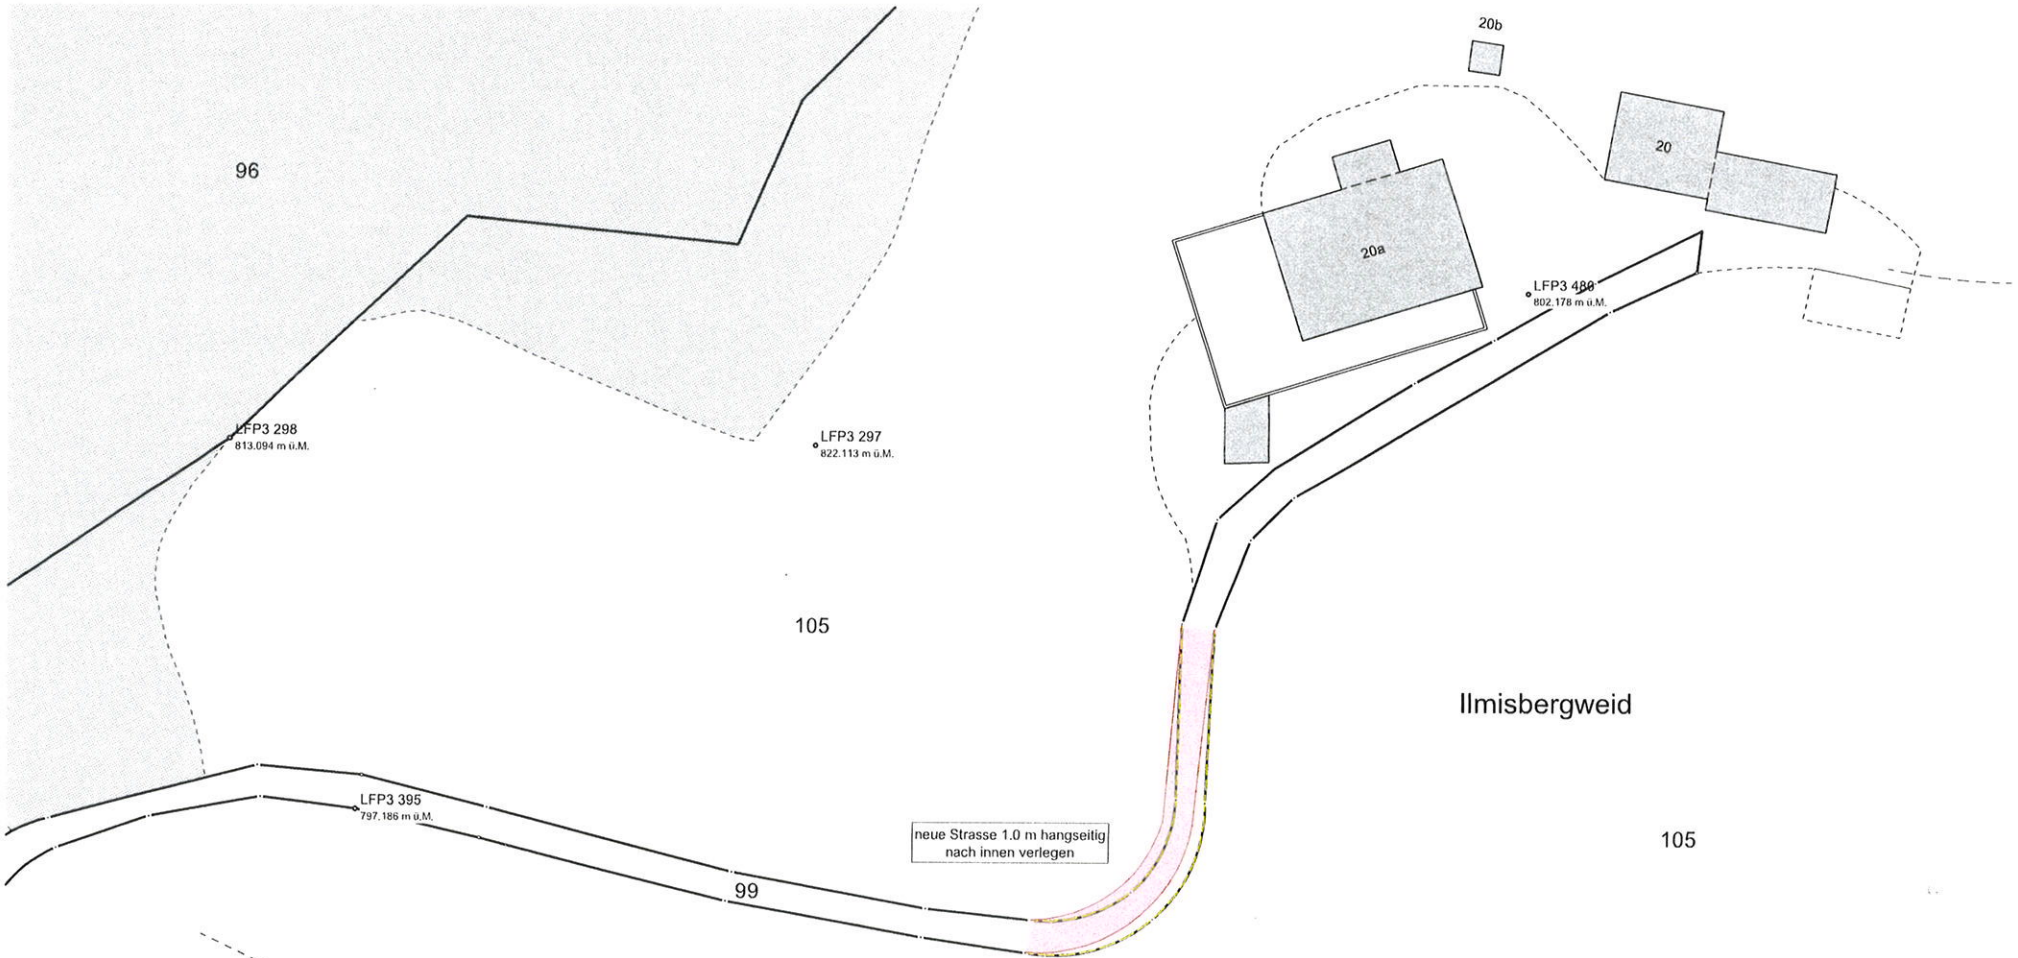 20b
20
96
20a
LFP3 480
802.178 m ü.M.
LFP3 298
813.094 m ü.M.
LFP3 297
822.113 m ü.M.
105
Ilmisbergweid
LFP3 395
797.186 m ü.M.
neue Strasse 1.0 m hangseitig
nach innen verlegen
105
99